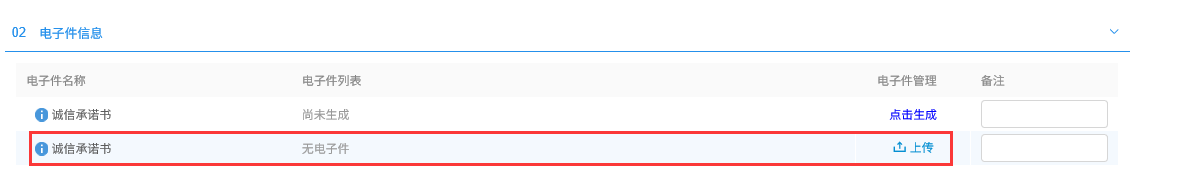 02 电子件信息
电子件名称 电子件列表 电子件管理 备注
诚信承诺书 尚未生成 点击生成
诚信承诺书 无电子件 上传